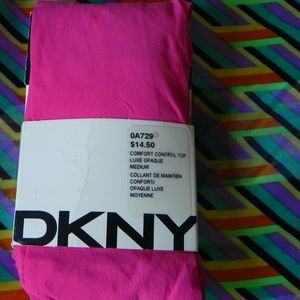 0A729
$14.50
COMFORT CONTROL TOP
LUXE OPAQUE
MEDIUM
COLLANT DE MAINTIEN
CONFORT/
OPAQUE LUXE
MOYENNE
DKNY